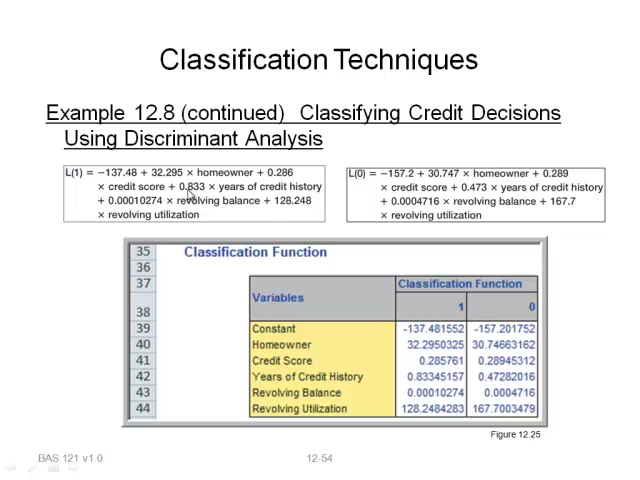 Classification Techniques
Example 12.8 (continued) Classifying Credit Decisions
Using Discriminant Analysis
L(1) = −137.48 + 32.295 × homeowner + 0.286
× credit score + 0.833 × years of credit history
+ 0.00010274 × revolving balance + 128.248
× revolving utilization
L(0) = −157.2 + 30.747 × homeowner + 0.289
× credit score + 0.473 × years of credit history
+ 0.0004716 × revolving balance + 167.7
× revolving utilization
35 Classification Function
36
37 Classification Function
Variables
38 1 0
39 Constant -137.481552 -157.201752
40 Homeowner 32.2950325 30.74663162
41 Credit Score 0.285761 0.28945312
42 Years of Credit History 0.83345157 0.47282016
43 Revolving Balance 0.00010274 0.0004716
44 Revolving Utilization 128.2484283 167.7003479
Figure 12.25
BAS 121 v1.0 12-54